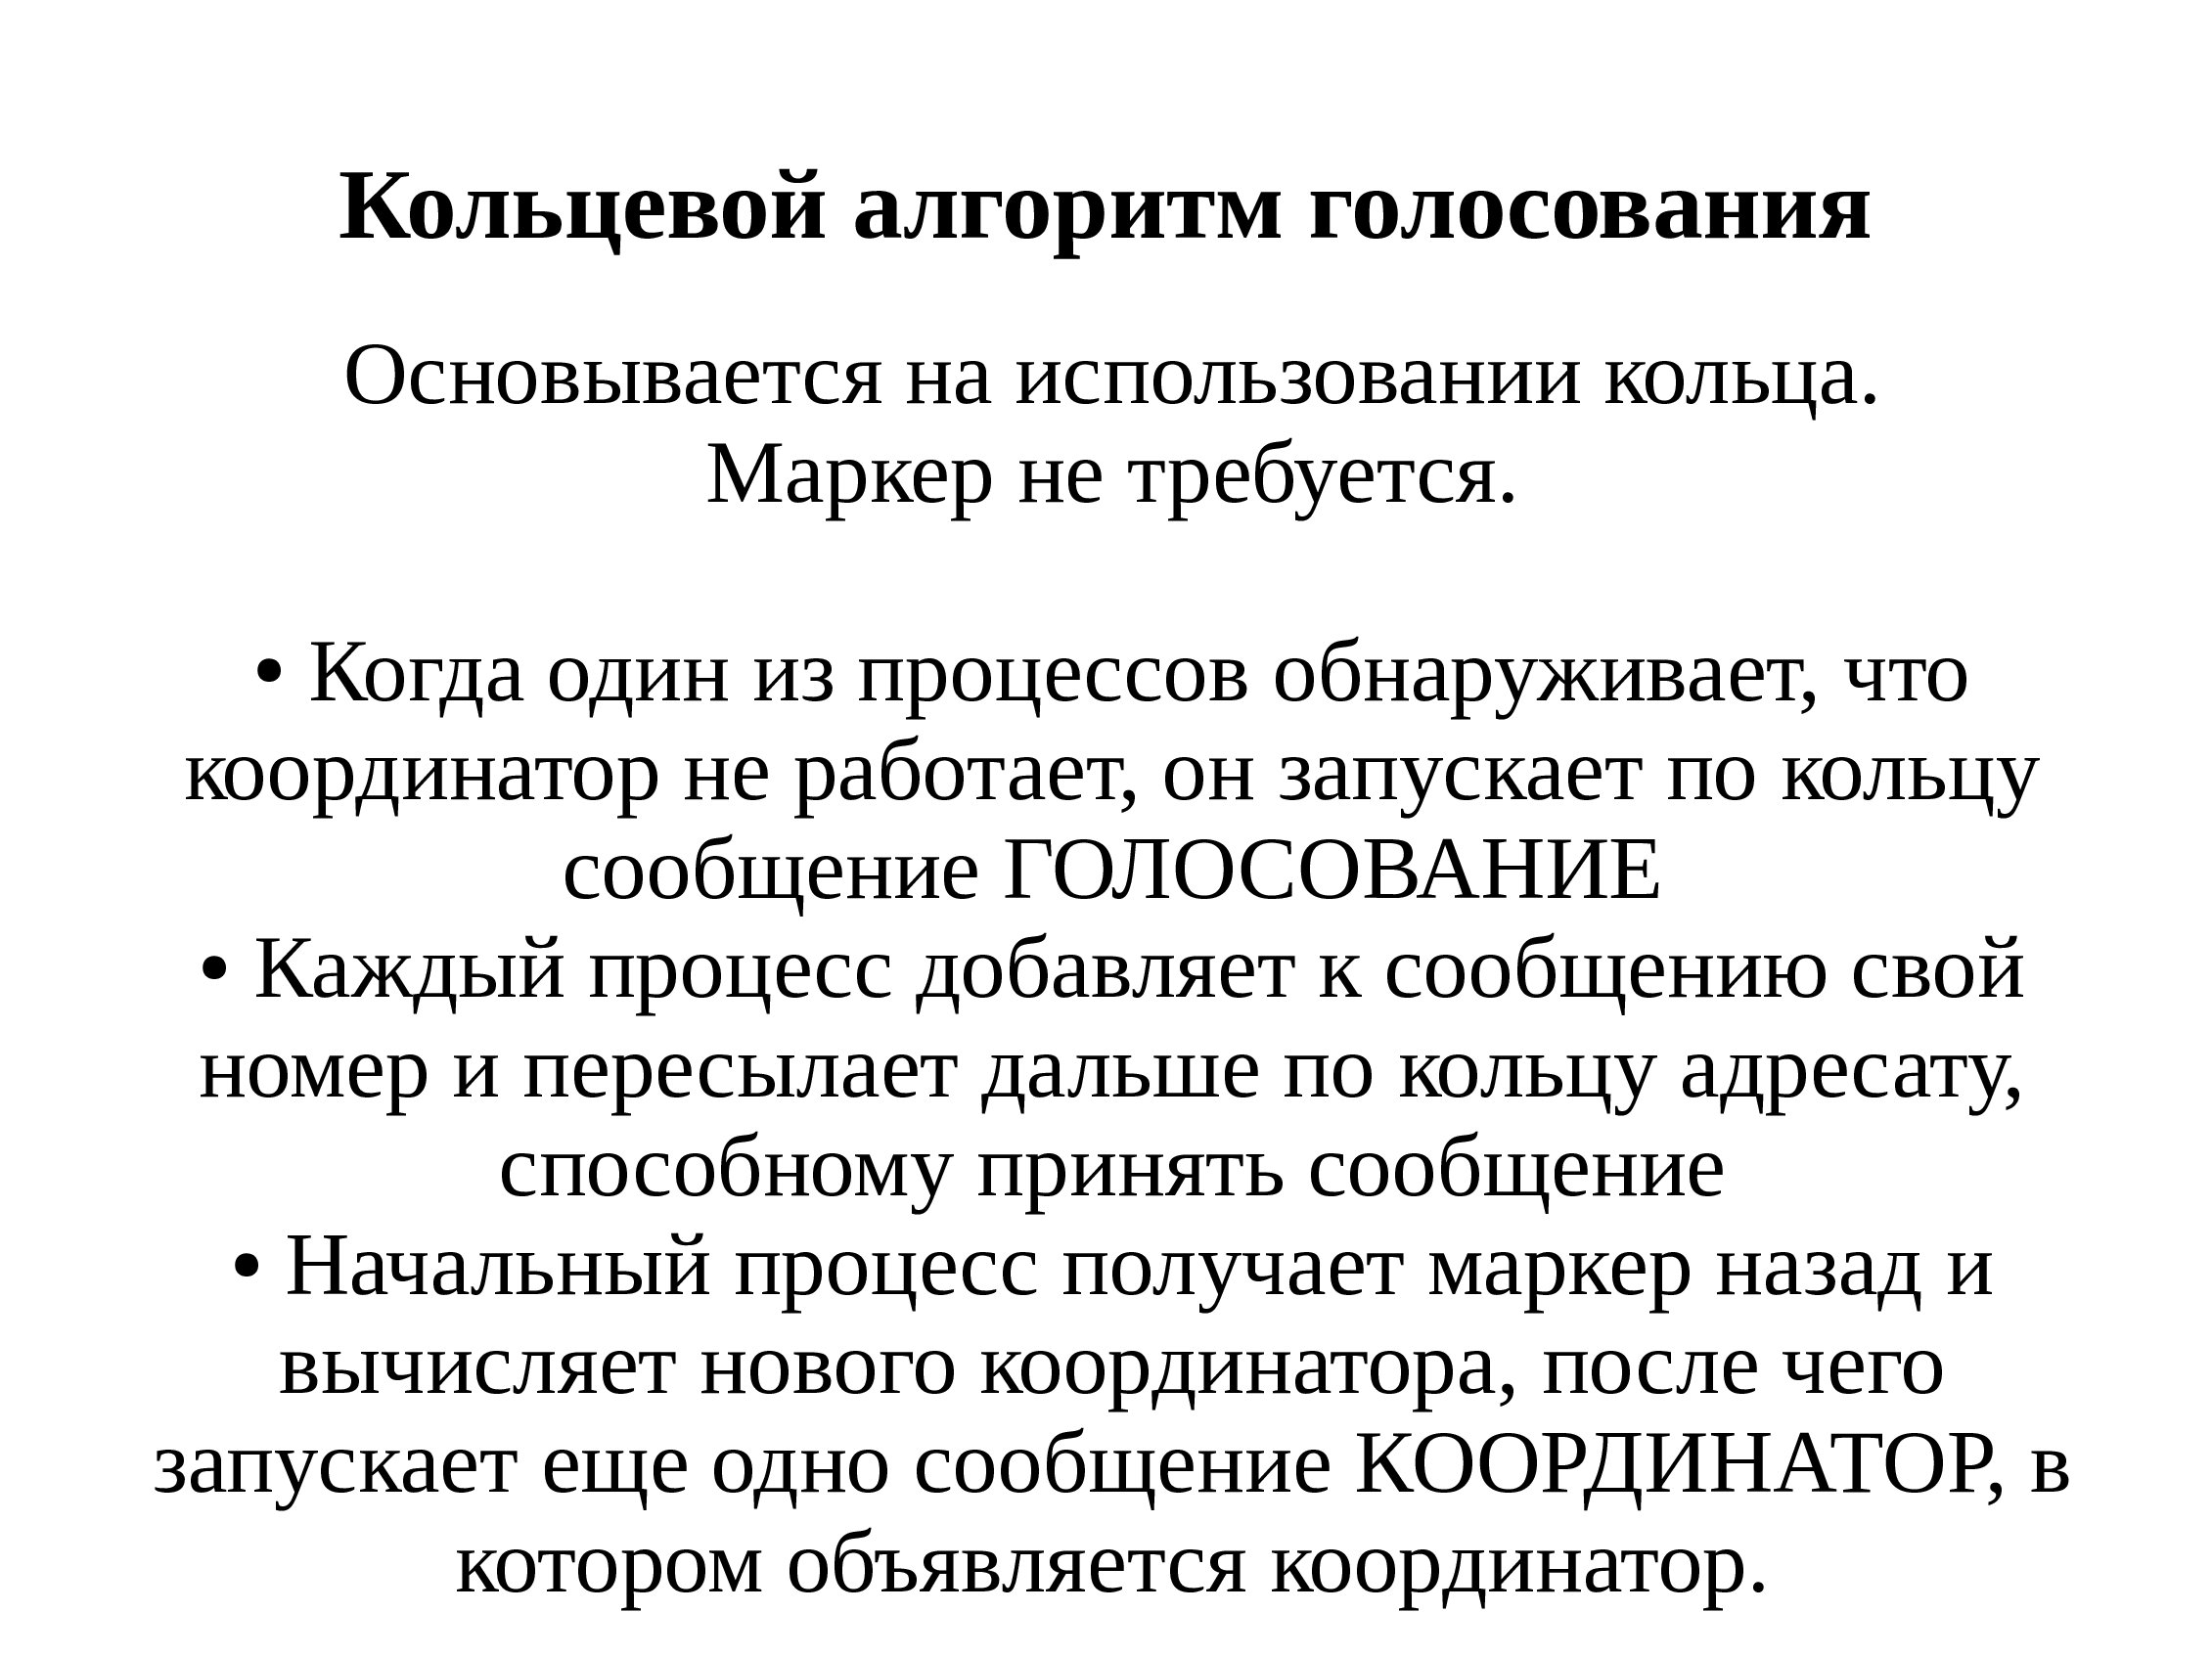 Кольцевой алгоритм голосования
Основывается на использовании кольца.
Маркер не требуется.
• Когда один из процессов обнаруживает, что
координатор не работает, он запускает по кольцу
сообщение ГОЛОСОВАНИЕ
• Каждый процесс добавляет к сообщению свой
номер и пересылает дальше по кольцу адресату,
способному принять сообщение
• Начальный процесс получает маркер назад и
вычисляет нового координатора, после чего
запускает еще одно сообщение КООРДИНАТОР, в
котором объявляется координатор.